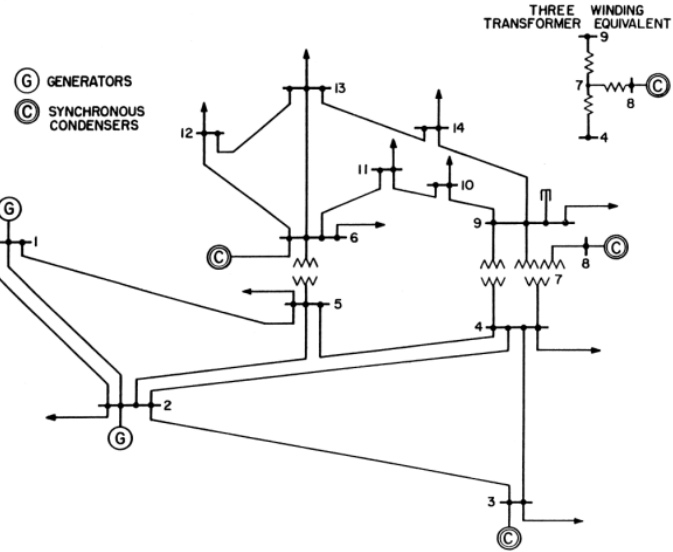 THREE WINDING
TRANSFORMER EQUIVALENT
9
7
C
8
4
G GENERATORS
C SYNCHRONOUS
CONDENSERS
13
12
14
11
10
G
1
9
6
C
8
C
7
5
4
2
G
3
C